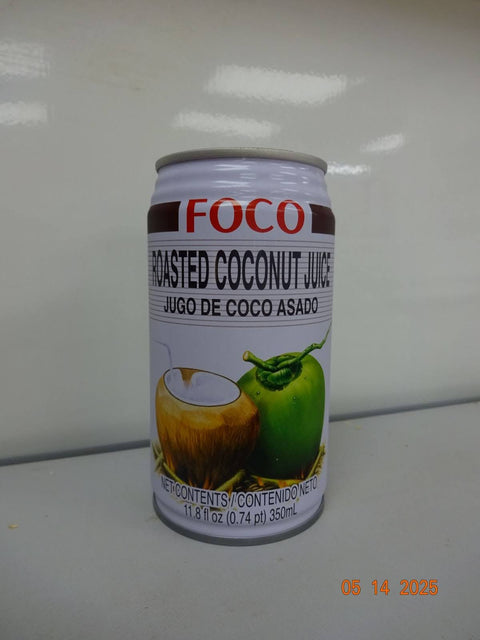 FOCO
ROASTED COCONUT JUICE
JUGO DE COCO ASADO
NET CONTENTS / CONTENIDO NETO
11.8 fl oz (0.74 pt) 350mL
05 14 2025